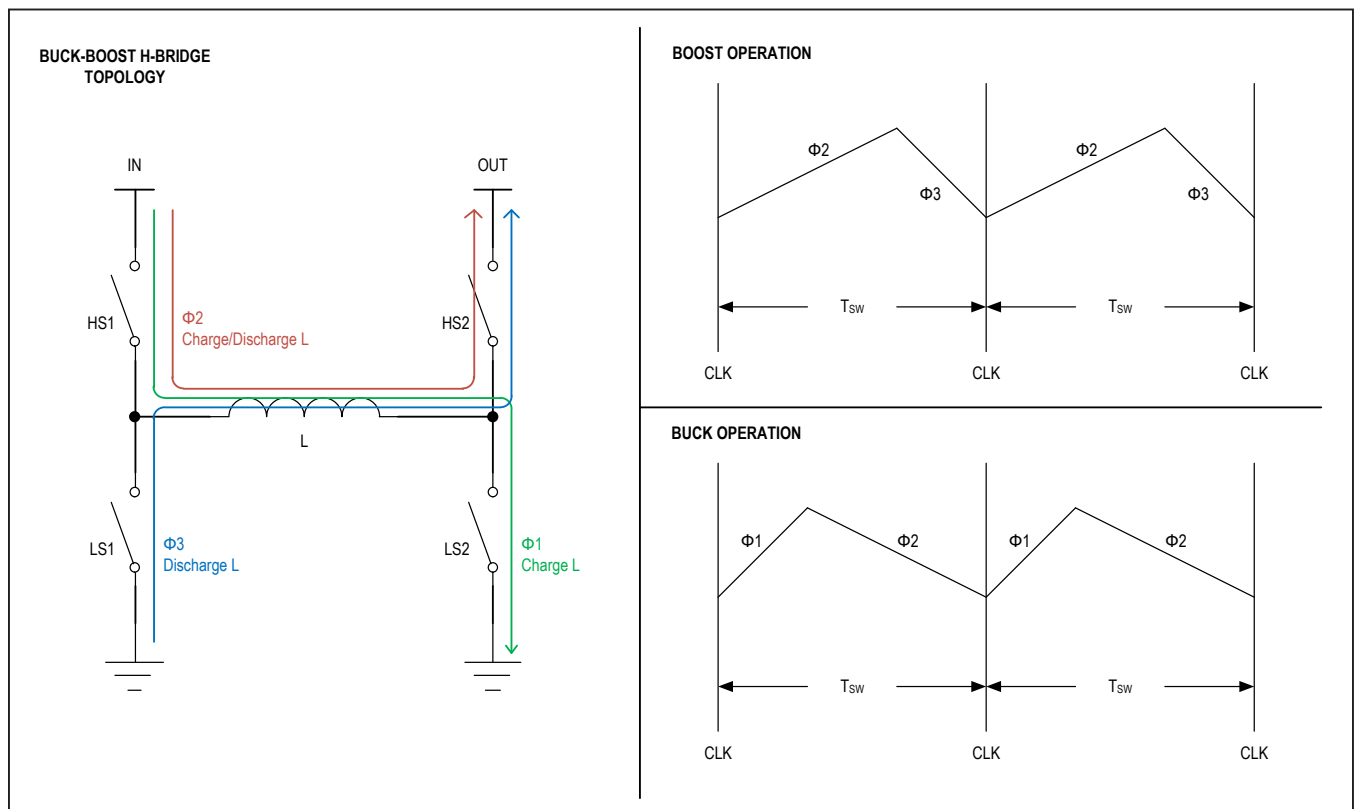 BUCK-BOOST H-BRIDGE
TOPOLOGY
IN
OUT
HS1
Φ2
Charge/Discharge L
HS2
L
LS1
Φ3
Discharge L
LS2
Φ1
Charge L
BOOST OPERATION
Φ2
Φ3
Φ2
Φ3
TSW
TSW
CLK
CLK
CLK
BUCK OPERATION
Φ1
Φ2
Φ1
Φ2
TSW
TSW
CLK
CLK
CLK